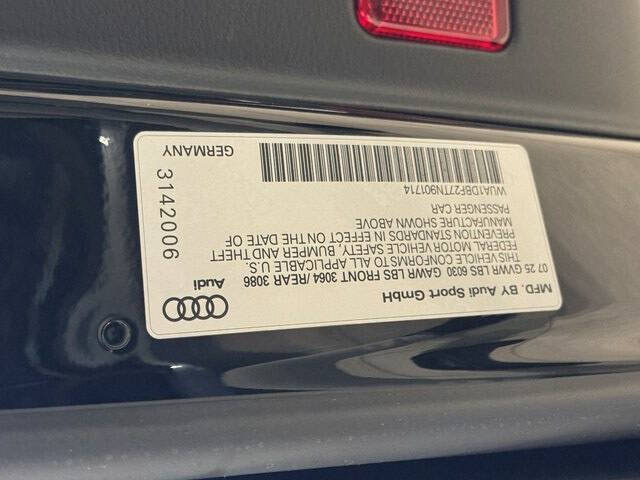 MFD. BY Audi Sport GmbH
Audi
07 25 GVWR LBS 6030 GAWR LBS FRONT 3064 /REAR 3086
THIS VEHICLE CONFORMS TO ALL APPLICABLE U.S.
FEDERAL MOTOR VEHICLE SAFETY, BUMPER AND THEFT
PREVENTION STANDARDS IN EFFECT ON THE DATE OF
MANUFACTURE SHOWN ABOVE
PASSENGER CAR
WUA1DBF27TN901714
3142006
GERMANY